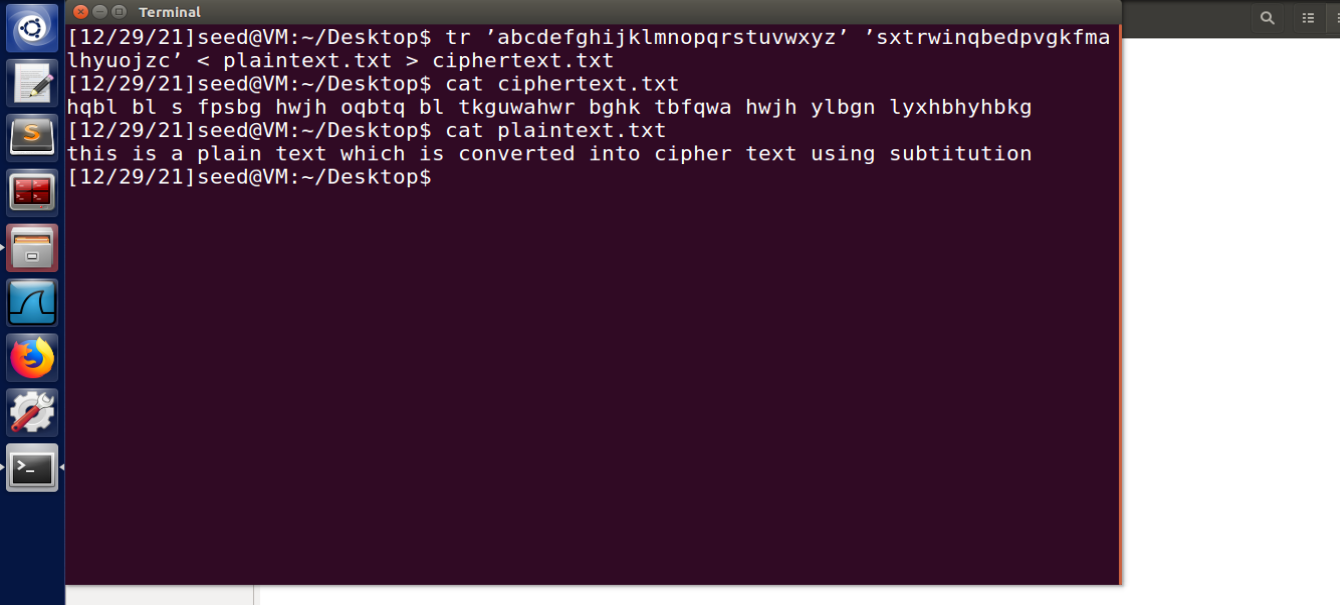 Terminal
[12/29/21]seed@VM:~/Desktop$ tr ’abcdefghijklmnopqrstuvwxyz’ ’sxtrwinqbedpvgkfma
lhyuojzc’ < plaintext.txt > ciphertext.txt
[12/29/21]seed@VM:~/Desktop$ cat ciphertext.txt
hqbl bl s fpsbg hwjh oqbtq bl tkguwahwr bghk tbfqwa hwjh ylbgn lyxhbhyhbkg
[12/29/21]seed@VM:~/Desktop$ cat plaintext.txt
this is a plain text which is converted into cipher text using subtitution
[12/29/21]seed@VM:~/Desktop$